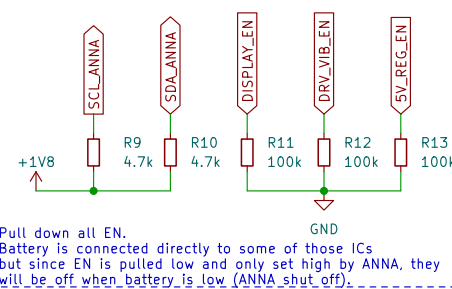 SCL_ANNA
SDA_ANNA
DISPLAY_EN
DRV_VIB_EN
5V_REG_EN
+1V8
R9
4.7k
R10
4.7k
R11
100k
R12
100k
R13
100k
GND
Pull down all EN.
Battery is connected directly to some of those ICs
but since EN is pulled low and only set high by ANNA, they
will be off when battery is low (ANNA shut off).